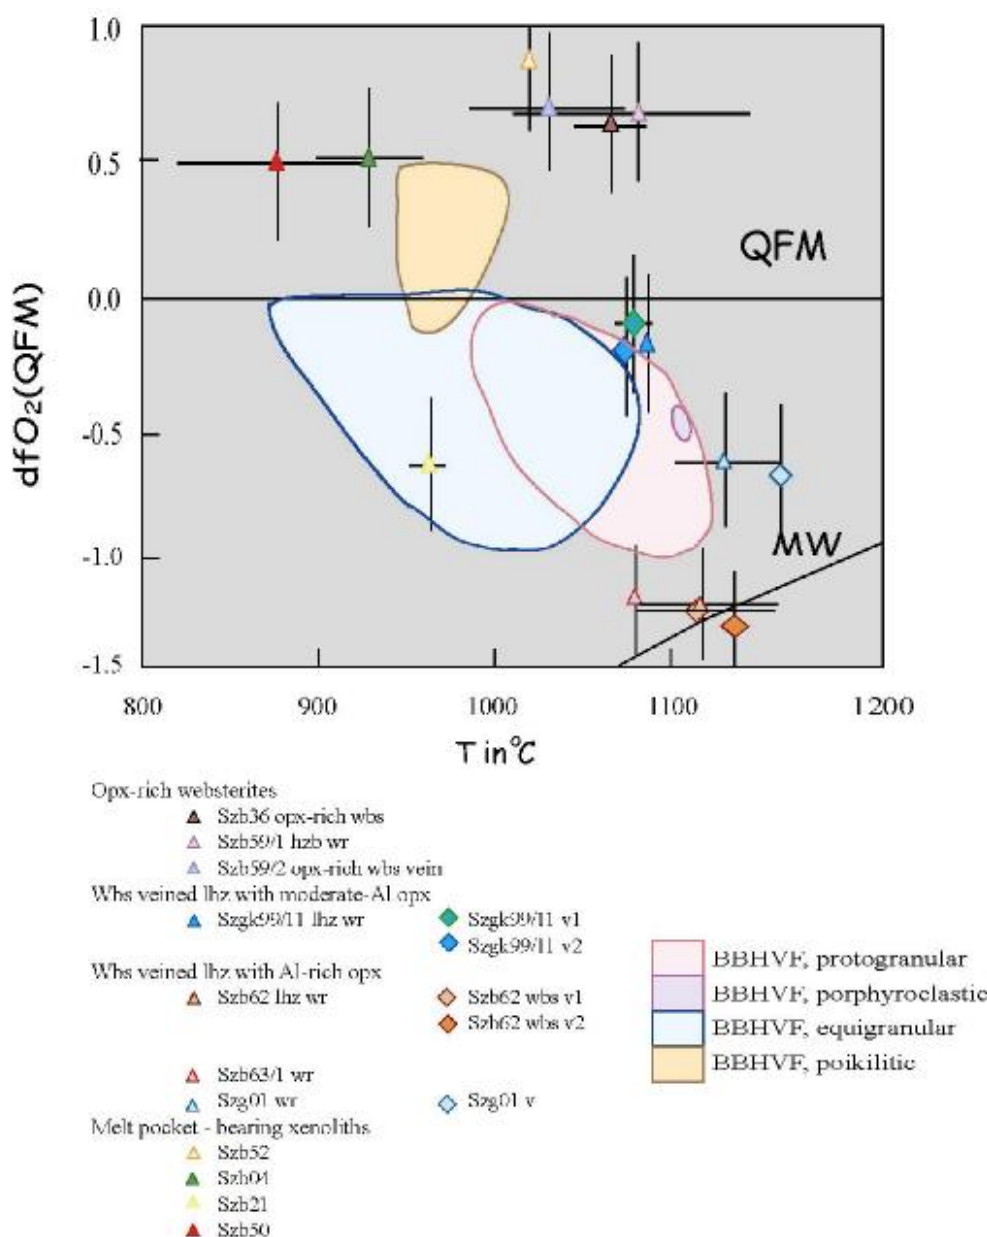 1.0
0.5
0.0
-0.5
-1.0
-1.5
dfO₂(QFM)
QFM
MW
800 900 1000 1100 1200
T in°C
Opx-rich websterites
Szb36 opx-rich wbs
Szb59/1 hzb wr
Szb59/2 opx-rich wbs vein
Wbs veined lhz with moderate-Al opx
Szgk99/11 lhz wr
Szgk99/11 v1
Szgk99/11 v2
Wbs veined lhz with Al-rich opx
Szb62 lhz wr
Szb62 wbs v1
Szb62 wbs v2
Szb63/1 wr
Szg01 wr
Szg01 v
Melt pocket - bearing xenoliths
Szb52
Szb04
Szb21
Szb50
BBHVF, protogranular
BBHVF, porphyroclastic
BBHVF, equigranular
BBHVF, poikilitic